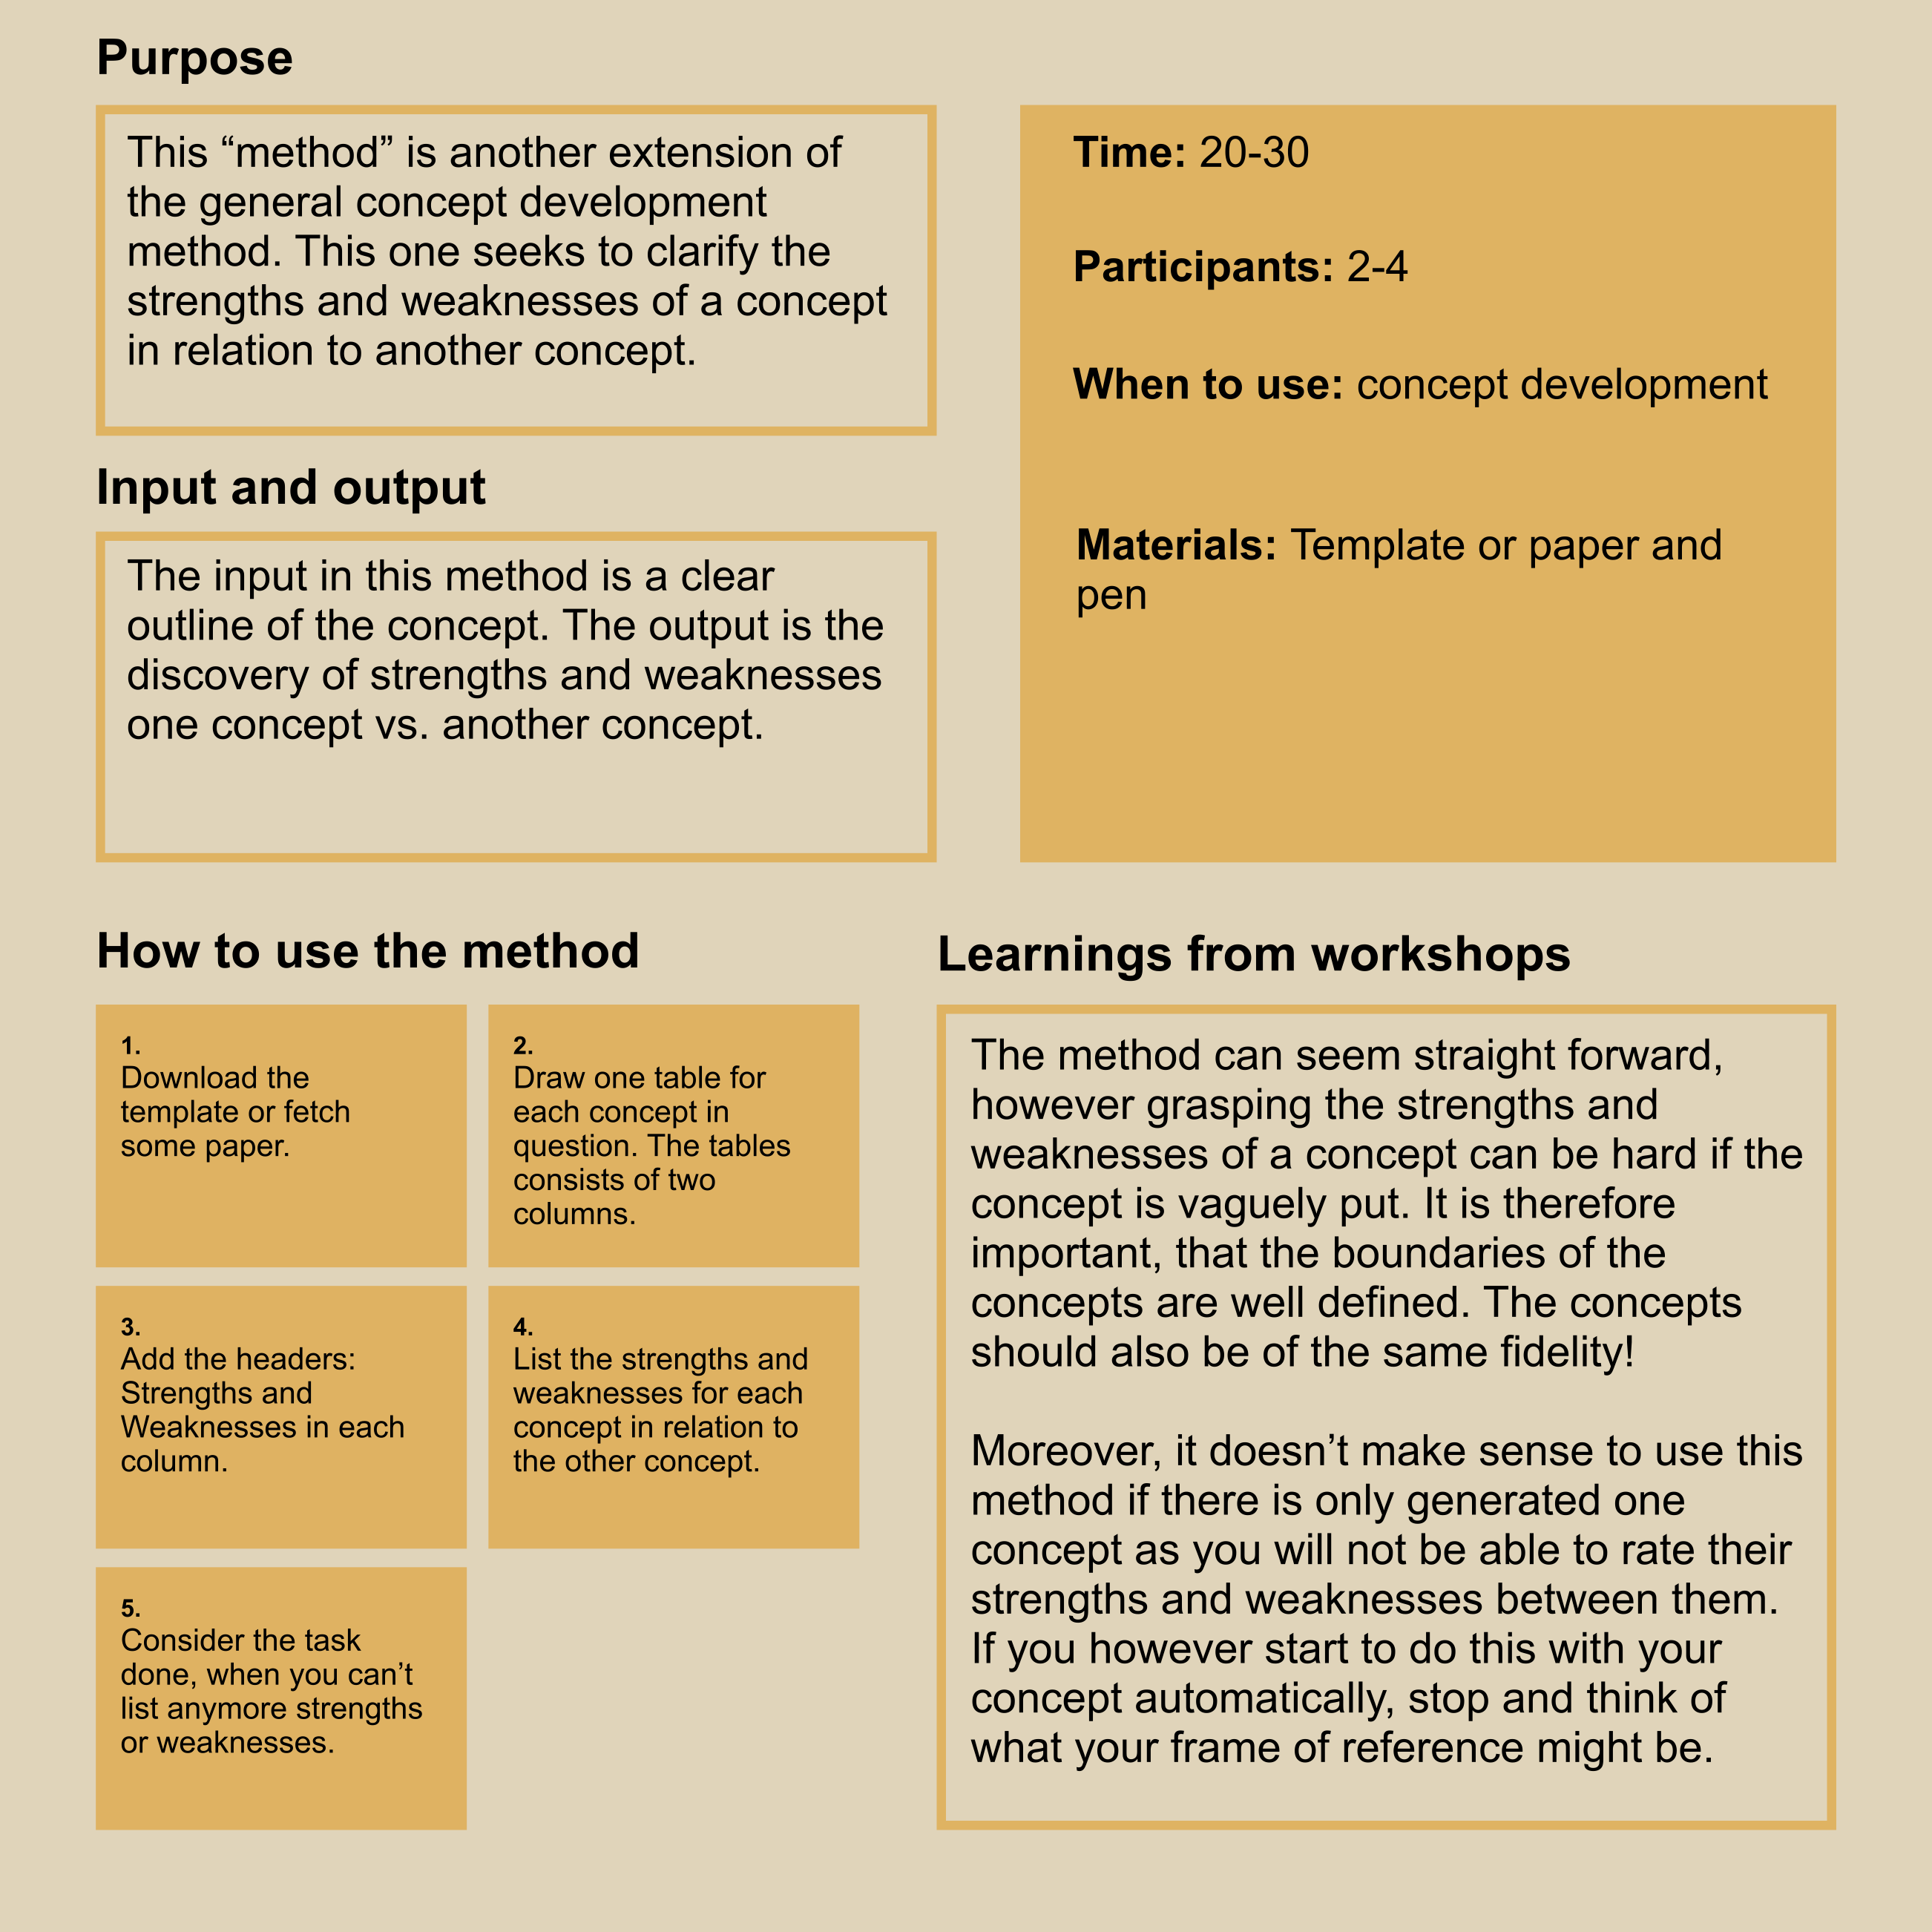 Purpose
This “method” is another extension of
the general concept development
method. This one seeks to clarify the
strengths and weaknesses of a concept
in relation to another concept.
Time: 20-30
Participants: 2-4
When to use: concept development
Materials: Template or paper and
pen
Input and output
The input in this method is a clear
outline of the concept. The output is the
discovery of strengths and weaknesses
one concept vs. another concept.
How to use the method
1.
Download the
template or fetch
some paper.
2.
Draw one table for
each concept in
question. The tables
consists of two
columns.
3.
Add the headers:
Strengths and
Weaknesses in each
column.
4.
List the strengths and
weaknesses for each
concept in relation to
the other concept.
5.
Consider the task
done, when you can’t
list anymore strengths
or weaknesses.
Learnings from workshops
The method can seem straight forward,
however grasping the strengths and
weaknesses of a concept can be hard if the
concept is vaguely put. It is therefore
important, that the boundaries of the
concepts are well defined. The concepts
should also be of the same fidelity!
Moreover, it doesn’t make sense to use this
method if there is only generated one
concept as you will not be able to rate their
strengths and weaknesses between them.
If you however start to do this with your
concept automatically, stop and think of
what your frame of reference might be.